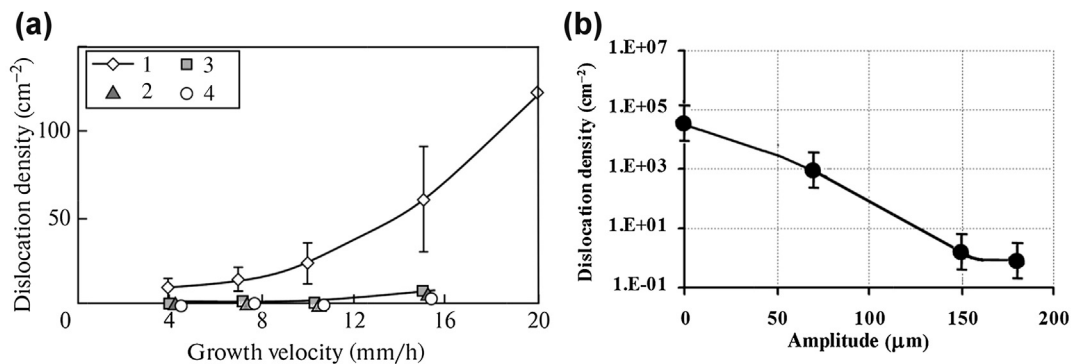 (a)
Dislocation density (cm⁻²)
100
50
1 3
2 4
0 4 8 12 16 20
Growth velocity (mm/h)
(b)
Dislocation density (cm⁻²)
1.E+07
1.E+05
1.E+03
1.E+01
1.E-01
0 50 100 150 200
Amplitude (μm)